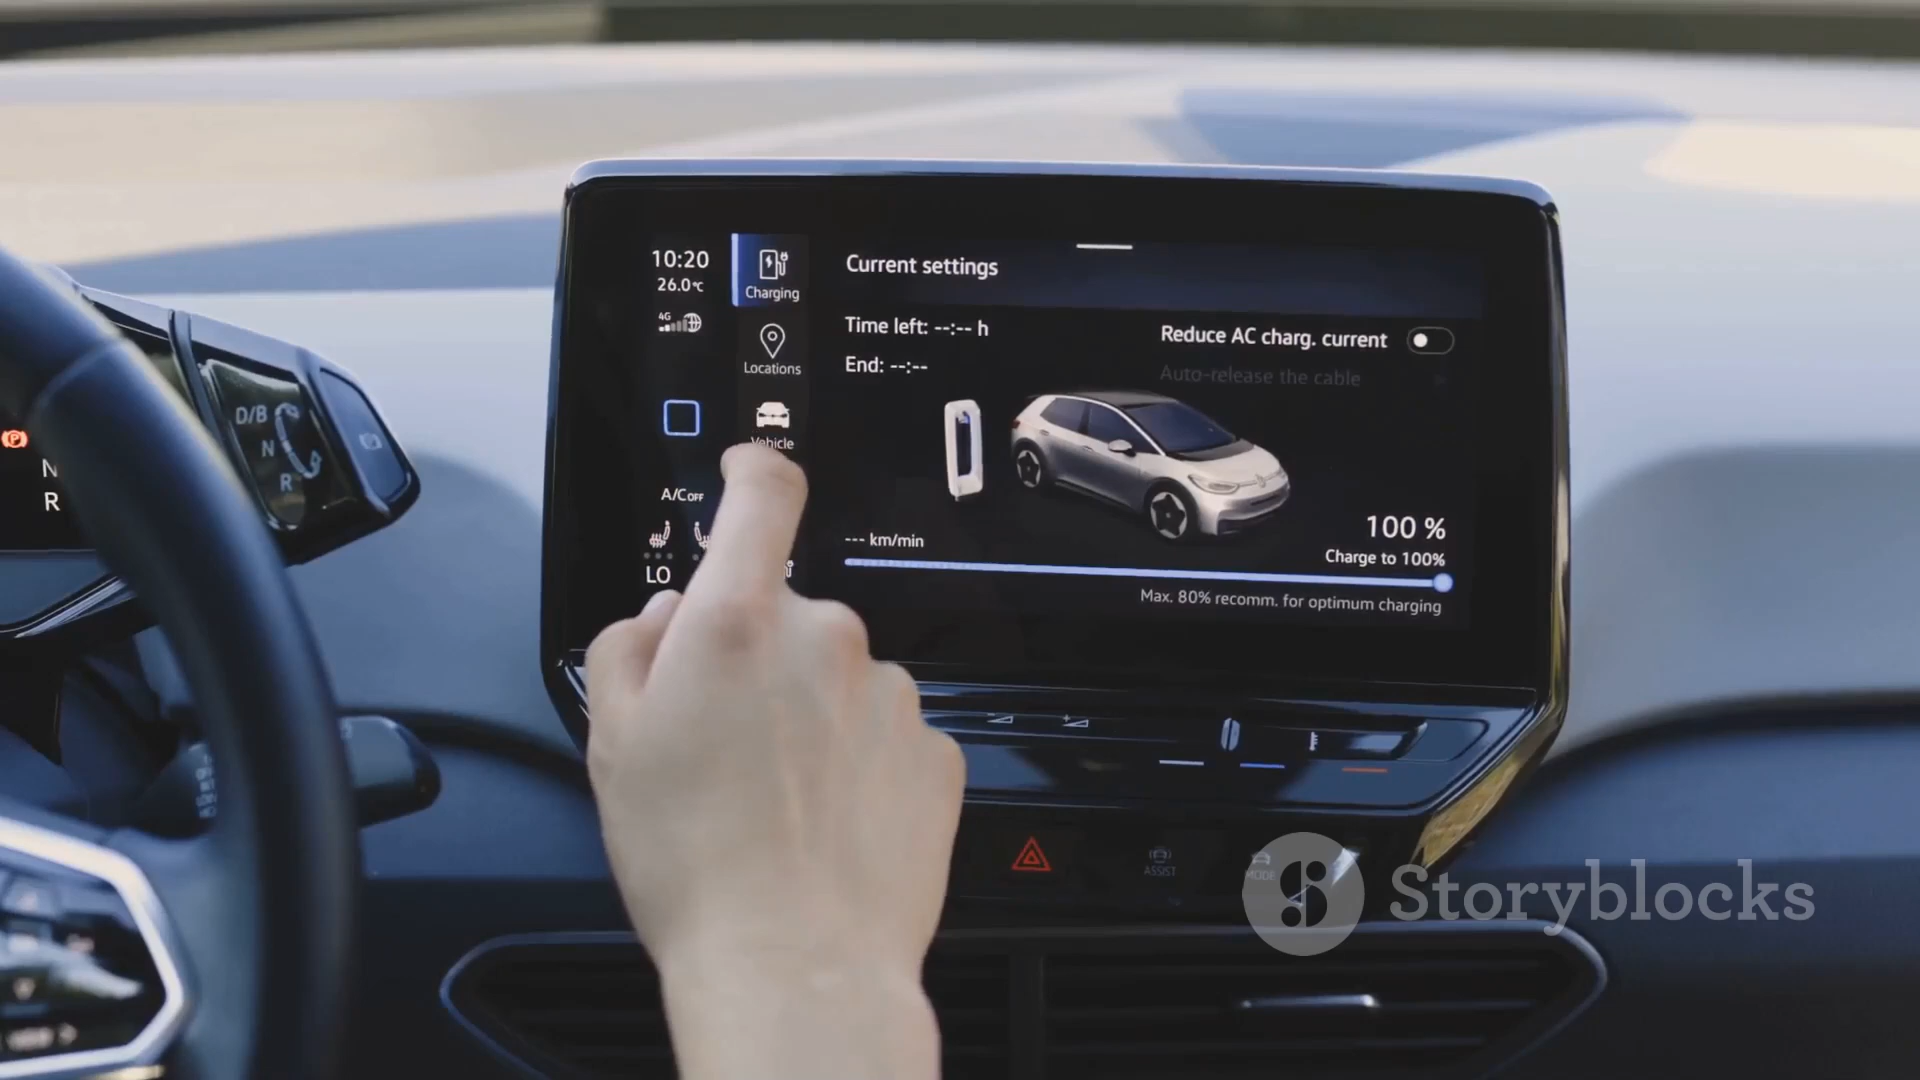 10:20
26.0°C
4G
Charging
Locations
Vehicle
A/C OFF
LO
Current settings
Time left: --:-- h
End: --:--
Reduce AC charg. current
Auto-release the cable
--- km/min
100 %
Charge to 100%
Max. 80% recomm. for optimum charging
D/B
N
R
P
N
R
ASSIST
MODE
Storyblocks